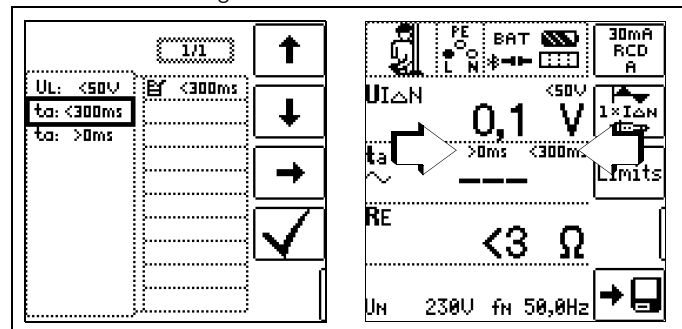 1/1
UL: <50V
<300ms
ta: <300ms
ta: >0ms
PE
L N
BAT
30mA
RCD
A
UI△N
<50V
0,1 V
1×I△N
ta
>0ms <300ms
---
Limits
RE
<3 Ω
UN 230V fN 50,0Hz